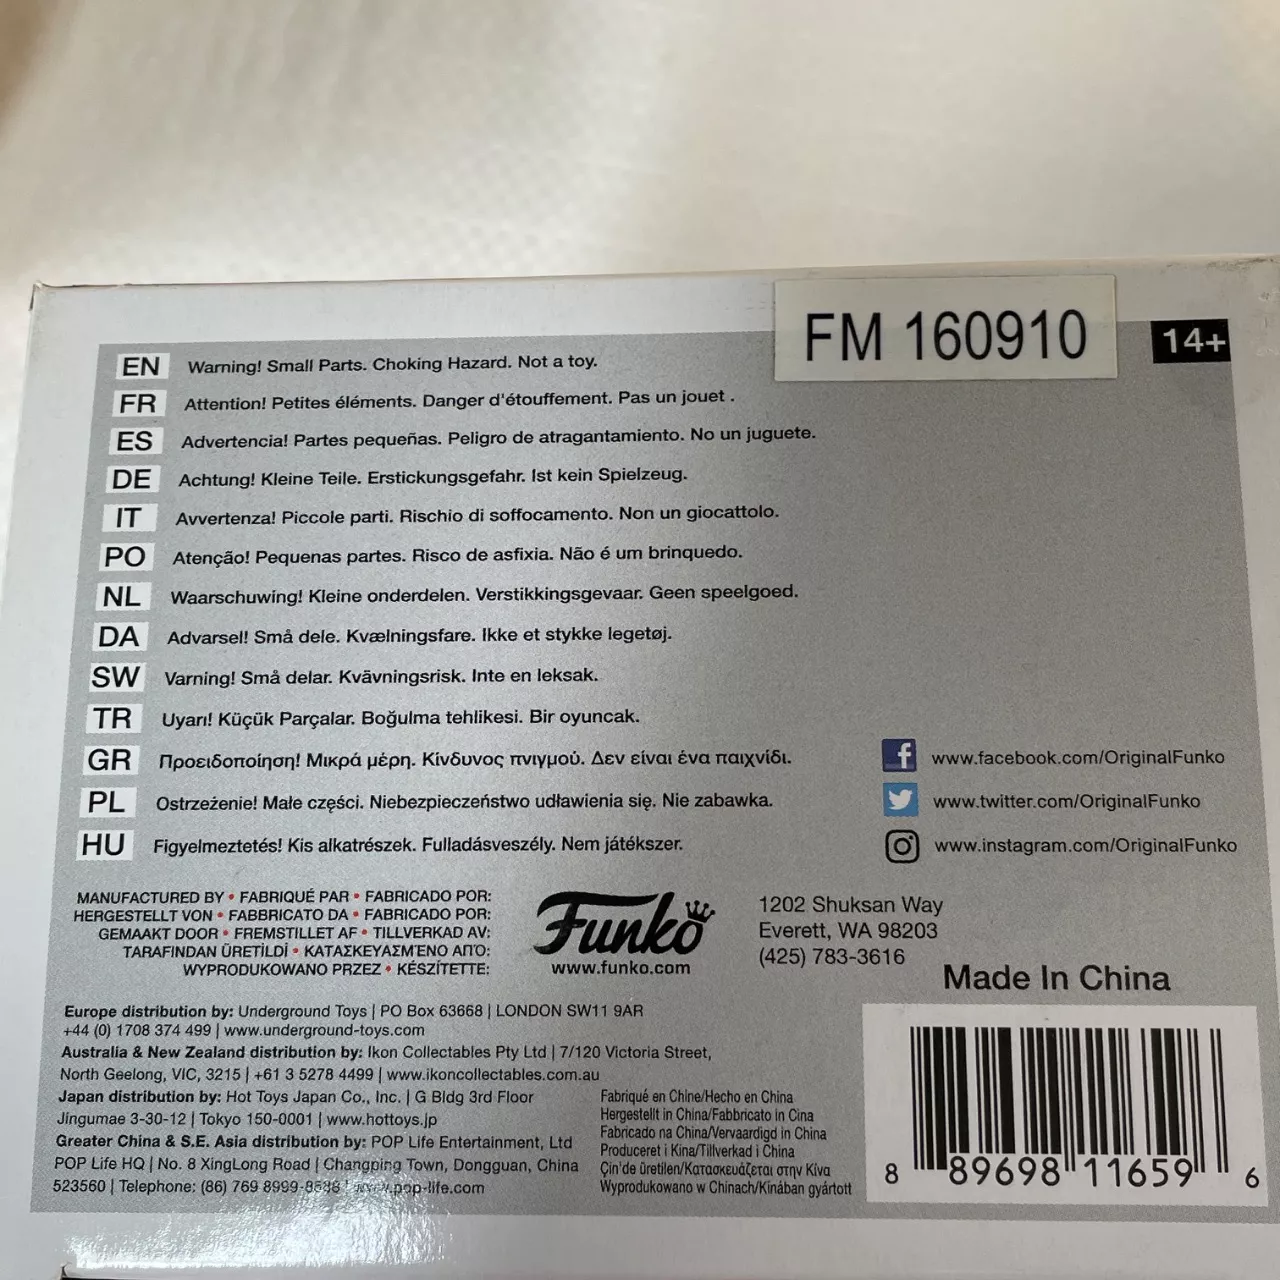 FM 160910
14+
EN Warning! Small Parts. Choking Hazard. Not a toy.
FR Attention! Petites éléments. Danger d'étouffement. Pas un jouet .
ES Advertencia! Partes pequeñas. Peligro de atragantamiento. No un juguete.
DE Achtung! Kleine Teile. Erstickungsgefahr. Ist kein Spielzeug.
IT Avvertenza! Piccole parti. Rischio di soffocamento. Non un giocattolo.
PO Atenção! Pequenas partes. Risco de asfixia. Não é um brinquedo.
NL Waarschuwing! Kleine onderdelen. Verstikkingsgevaar. Geen speelgoed.
DA Advarsel! Små dele. Kvælningsfare. Ikke et stykke legetøj.
SW Varning! Små delar. Kvävningsrisk. Inte en leksak.
TR Uyarı! Küçük Parçalar. Boğulma tehlikesi. Bir oyuncak.
GR Προειδοποίηση! Μικρά μέρη. Κίνδυνος πνιγμού. Δεν είναι ένα παιχνίδι.
PL Ostrzeżenie! Małe części. Niebezpieczeństwo udławienia się. Nie zabawka.
HU Figyelmeztetés! Kis alkatrészek. Fulladásveszély. Nem játékszer.
www.facebook.com/OriginalFunko
www.twitter.com/OriginalFunko
www.instagram.com/OriginalFunko
MANUFACTURED BY • FABRIQUÉ PAR • FABRICADO POR:
HERGESTELLT VON • FABBRICATO DA • FABRICADO POR:
GEMAAKT DOOR • FREMSTILLET AF • TILLVERKAD AV:
TARAFINDAN ÜRETİLDİ • ΚΑΤΑΣΚΕΥΑΣΜΈΝΟ ΑΠΌ:
WYPRODUKOWANO PRZEZ • KÉSZÍTETTE:
Funko
www.funko.com
1202 Shuksan Way
Everett, WA 98203
(425) 783-3616
Made In China
Europe distribution by: Underground Toys | PO Box 63668 | LONDON SW11 9AR
+44 (0) 1708 374 499 | www.underground-toys.com
Australia & New Zealand distribution by: Ikon Collectables Pty Ltd | 7/120 Victoria Street,
North Geelong, VIC, 3215 | +61 3 5278 4499 | www.ikoncollectables.com.au
Japan distribution by: Hot Toys Japan Co., Inc. | G Bldg 3rd Floor
Jingumae 3-30-12 | Tokyo 150-0001 | www.hottoys.jp
Greater China & S.E. Asia distribution by: POP Life Entertainment, Ltd
POP Life HQ | No. 8 XingLong Road | Changping Town, Dongguan, China
523560 | Telephone: (86) 769 8999-8538 | www.pop-life.com
Fabriqué en Chine/Hecho en China
Hergestellt in China/Fabbricato in Cina
Fabricado na China/Vervaardigd in China
Produceret i Kina/Tillverkad i China
Çin'de üretilen/Κατασκευάζεται στην Κίνα
Wyprodukowano w Chinach/Kínában gyártott
8 89698 11659 6